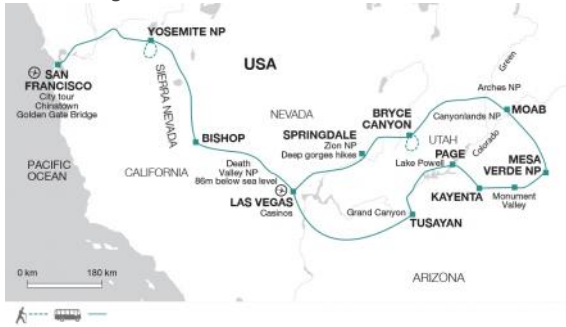 YOSEMITE NP
USA
SAN
FRANCISCO
City tour
Chinatown
Golden Gate Bridge
SIERRA NEVADA
Green
Arches NP
NEVADA
BRYCE
CANYON
Canyonlands NP
MOAB
BISHOP
SPRINGDALE
Zion NP
Deep gorges hikes
UTAH
Colorado
PACIFIC
OCEAN
CALIFORNIA
Death
Valley NP
86m below sea level
Lake Powell
PAGE
MESA
VERDE NP
LAS VEGAS
Casinos
Grand Canyon
TUSAYAN
KAYENTA
Monument
Valley
0 km 180 km
ARIZONA